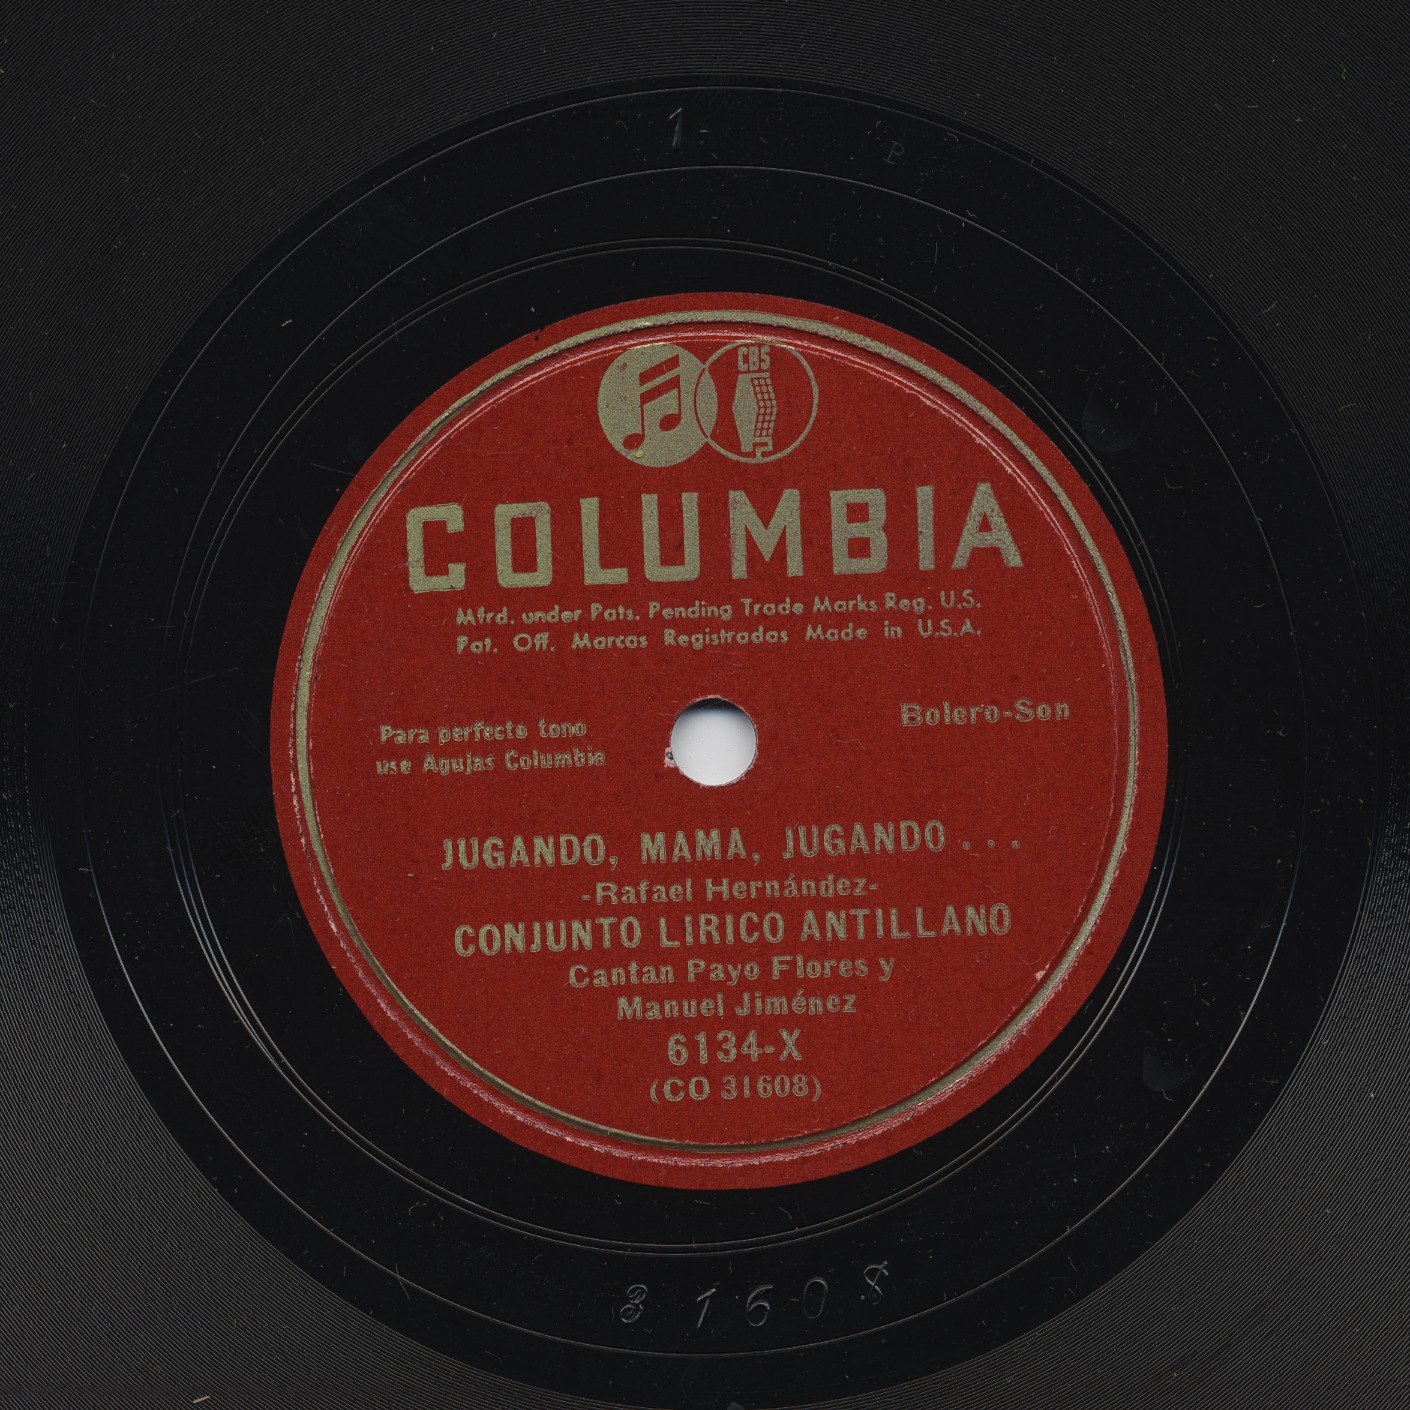 1-
B
CBS
COLUMBIA
Mfrd. under Pats. Pending Trade Marks Reg. U.S.
Pat. Off. Marcas Registradas Made in U.S.A.
Bolero-Son
Para perfecto tono
use Agujas Columbia
JUGANDO, MAMA, JUGANDO . . .
-Rafael Hernández-
CONJUNTO LIRICO ANTILLANO
Cantan Payo Flores y
Manuel Jiménez
6134-X
(CO 31608)
31608